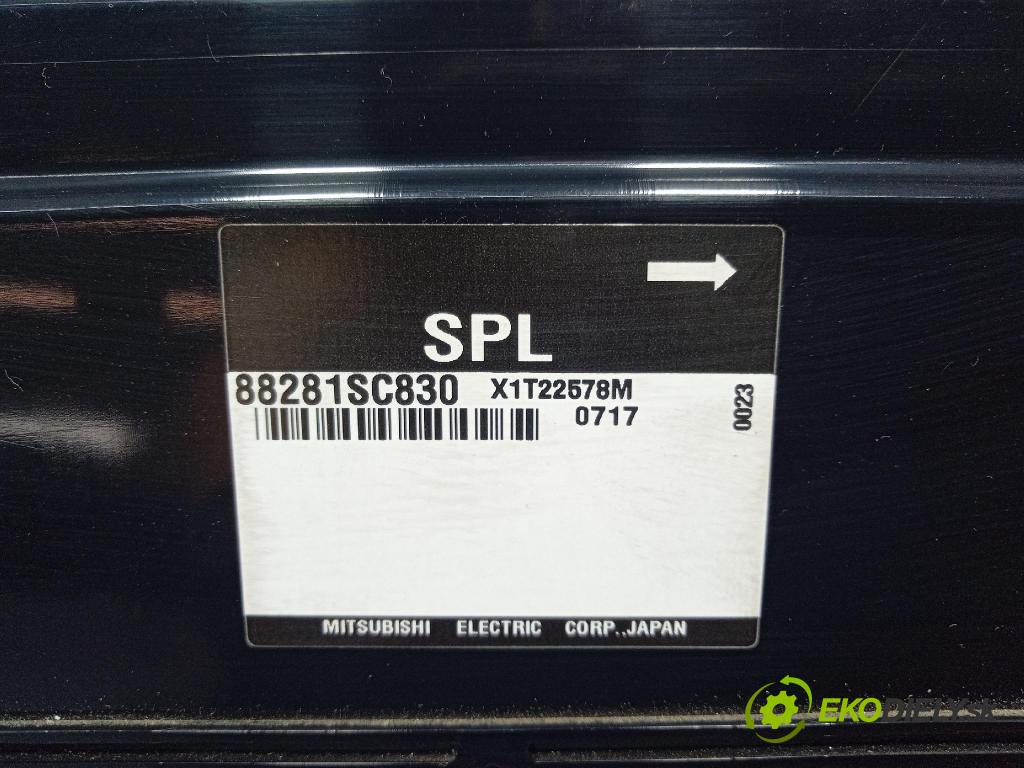 SPL
88281SC830 X1T22578M
0717
0023
MITSUBISHI ELECTRIC CORP.,JAPAN
EKODIELY.SK